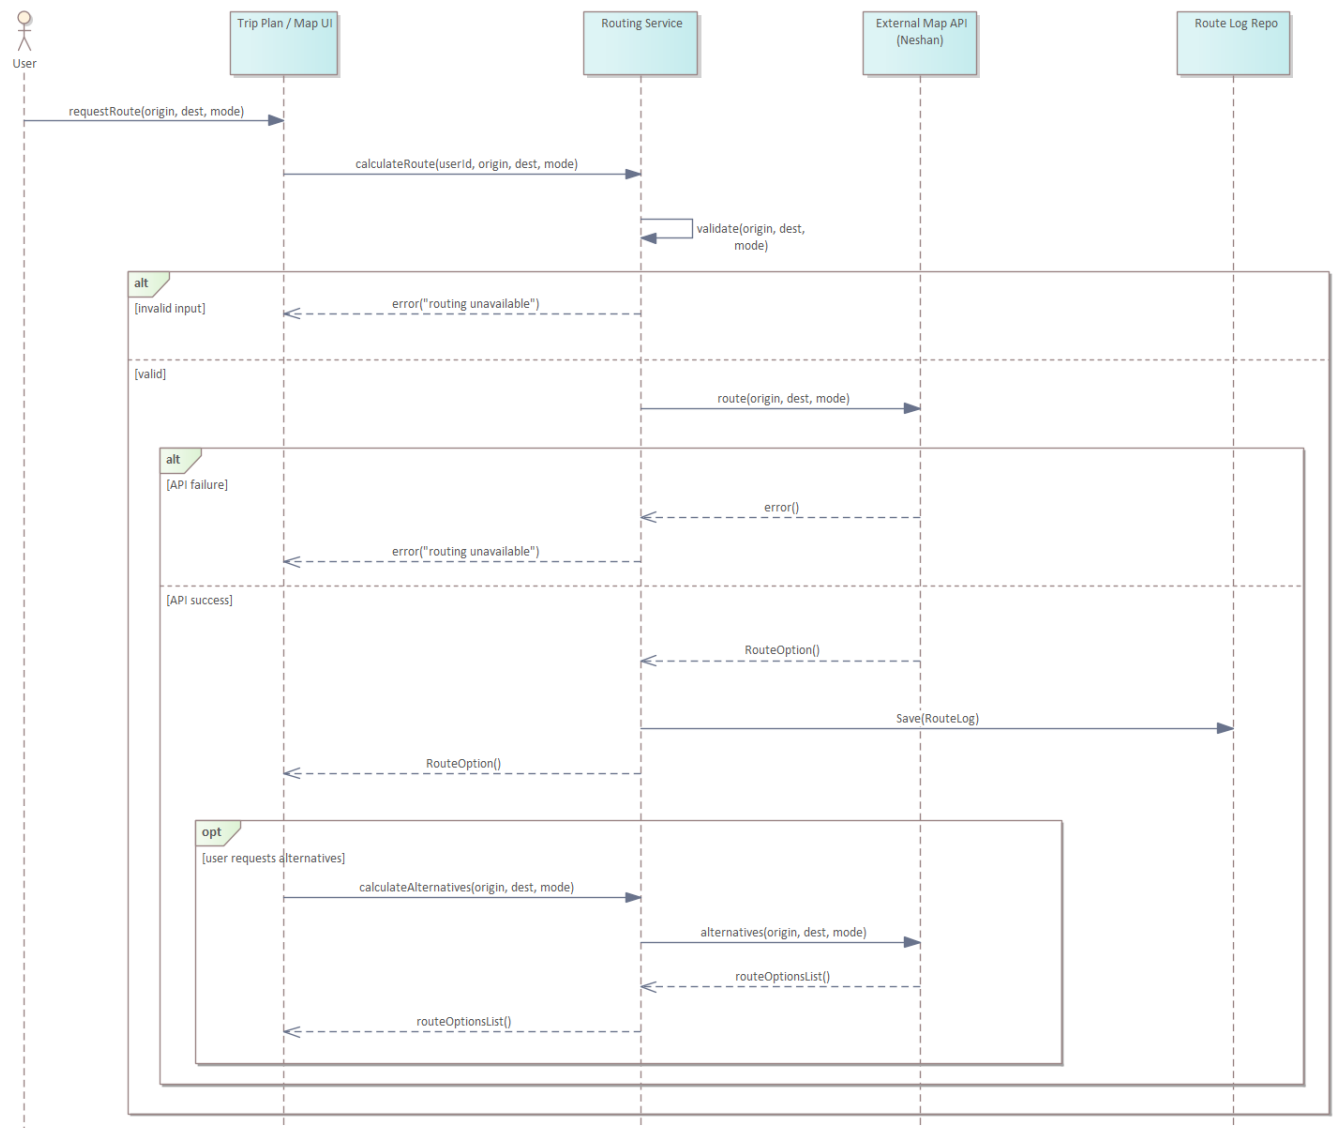 User
Trip Plan / Map UI
Routing Service
External Map API
(Neshan)
Route Log Repo
requestRoute(origin, dest, mode)
calculateRoute(userId, origin, dest, mode)
validate(origin, dest,
mode)
alt
[invalid input]
error("routing unavailable")
[valid]
route(origin, dest, mode)
alt
[API failure]
error()
error("routing unavailable")
[API success]
RouteOption()
Save(RouteLog)
RouteOption()
opt
[user requests alternatives]
calculateAlternatives(origin, dest, mode)
alternatives(origin, dest, mode)
routeOptionsList()
routeOptionsList()